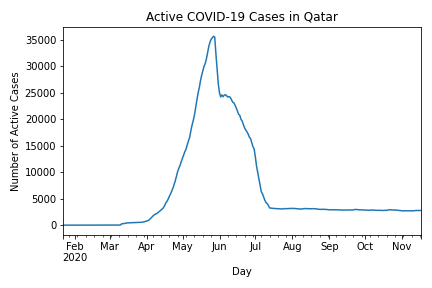 Active COVID-19 Cases in Qatar
Number of Active Cases
35000
30000
25000
20000
15000
10000
5000
0
Feb Mar Apr May Jun Jul Aug Sep Oct Nov
2020
Day